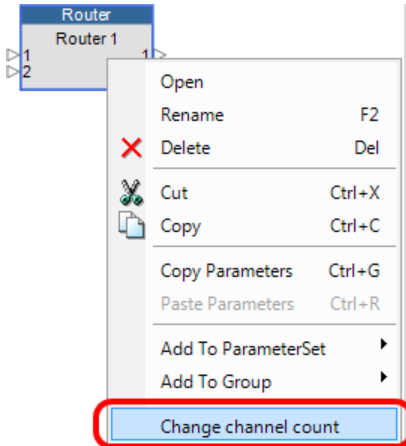 Router
Router 1
1 1
2
Open
Rename F2
Delete Del
Cut Ctrl+X
Copy Ctrl+C
Copy Parameters Ctrl+G
Paste Parameters Ctrl+R
Add To ParameterSet
Add To Group
Change channel count